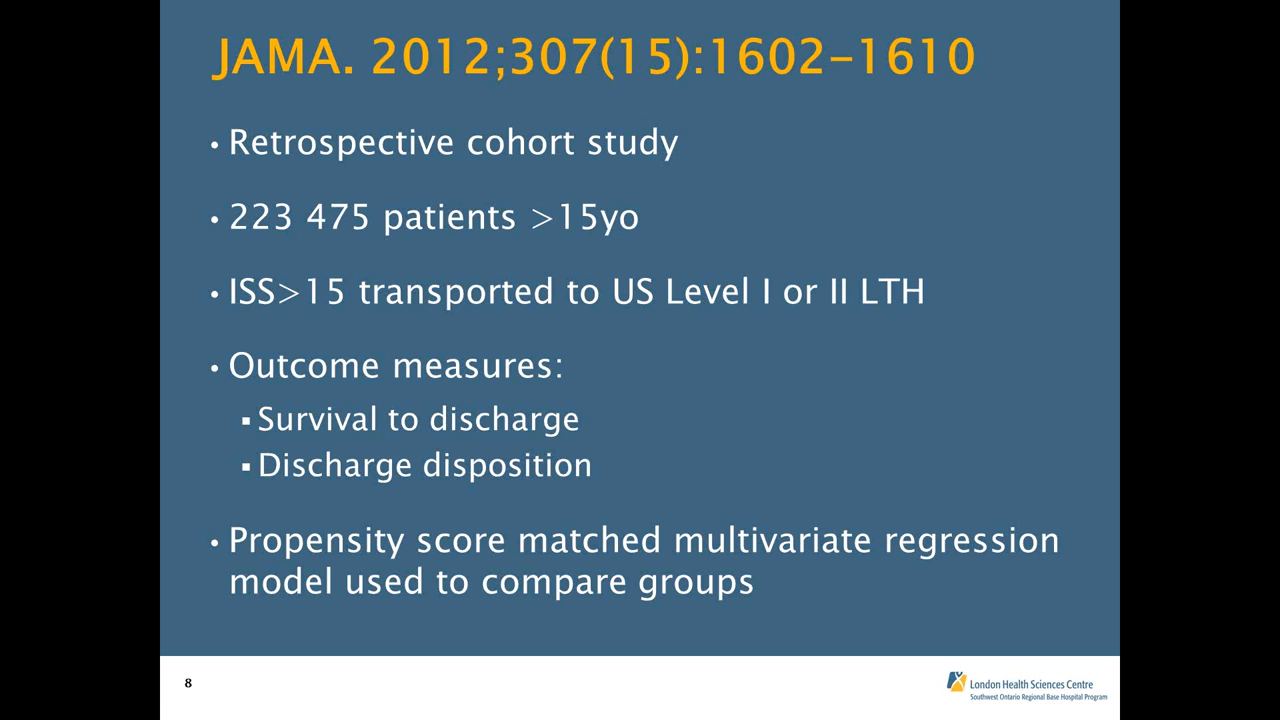 JAMA. 2012;307(15):1602-1610
• Retrospective cohort study
• 223 475 patients >15yo
• ISS>15 transported to US Level I or II LTH
• Outcome measures:
▪ Survival to discharge
▪ Discharge disposition
• Propensity score matched multivariate regression
model used to compare groups
8
London Health Sciences Centre
Southwest Ontario Regional Base Hospital Program